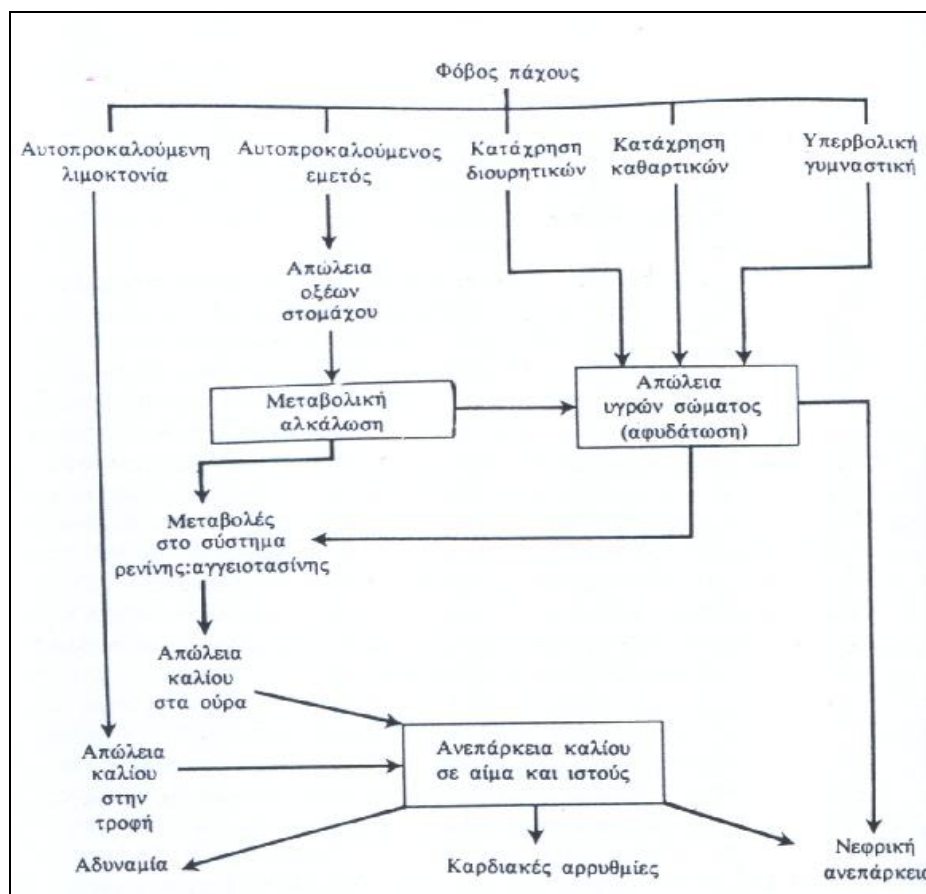 Φόβος πάχους
Αυτοπροκαλούμενη
λιμοκτονία
Αυτοπροκαλούμενος
εμετός
Κατάχρηση
διουρητικών
Κατάχρηση
καθαρτικών
Υπερβολική
γυμναστική
Απώλεια
οξέων
στομάχου
Μεταβολική
αλκάλωση
Απώλεια
υγρών σώματος
(αφυδάτωση)
Μεταβολές
στο σύστημα
ρενίνης:αγγειοτασίνης
Απώλεια
καλίου
στα ούρα
Απώλεια
καλίου
στην
τροφή
Ανεπάρκεια καλίου
σε αίμα και ιστούς
Αδυναμία
Καρδιακές αρρυθμίες
Νεφρική
ανεπάρκεια